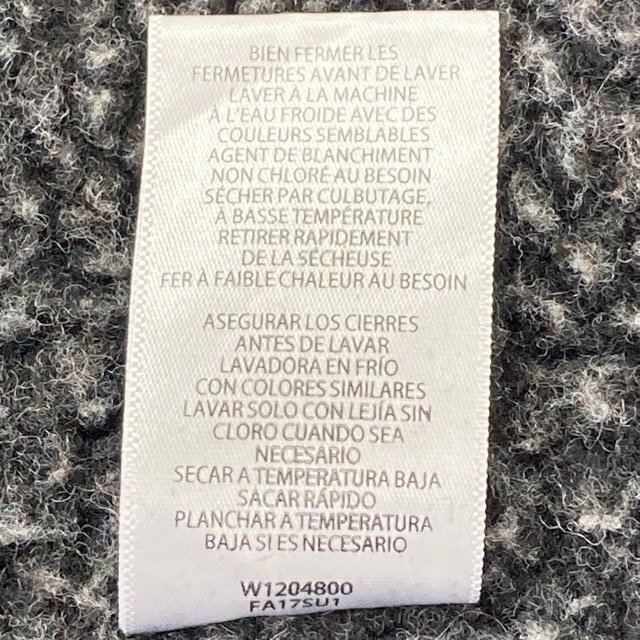 BIEN FERMER LES
FERMETURES AVANT DE LAVER
LAVER À LA MACHINE
À L'EAU FROIDE AVEC DES
COULEURS SEMBLABLES
AGENT DE BLANCHIMENT
NON CHLORÉ AU BESOIN
SÉCHER PAR CULBUTAGE,
À BASSE TEMPÉRATURE
RETIRER RAPIDEMENT
DE LA SÉCHEUSE
FER À FAIBLE CHALEUR AU BESOIN
ASEGURAR LOS CIERRES
ANTES DE LAVAR
LAVADORA EN FRÍO
CON COLORES SIMILARES
LAVAR SOLO CON LEJÍA SIN
CLORO CUANDO SEA
NECESARIO
SECAR A TEMPERATURA BAJA
SACAR RÁPIDO
PLANCHAR A TEMPERATURA
BAJA SI ES NECESARIO
W1204800
FA17SU1